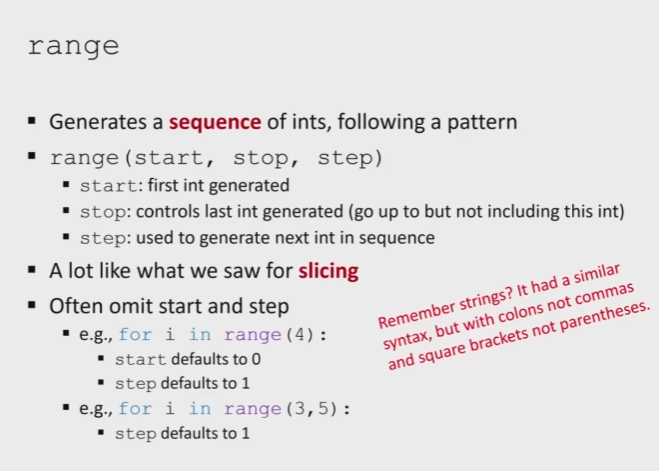 range
▪ Generates a sequence of ints, following a pattern
▪ range(start, stop, step)
▪ start: first int generated
▪ stop: controls last int generated (go up to but not including this int)
▪ step: used to generate next int in sequence
▪ A lot like what we saw for slicing
▪ Often omit start and step
▪ e.g., for i in range(4):
▪ start defaults to 0
▪ step defaults to 1
▪ e.g., for i in range(3,5):
▪ step defaults to 1
Remember strings? It had a similar
syntax, but with colons not commas
and square brackets not parentheses.